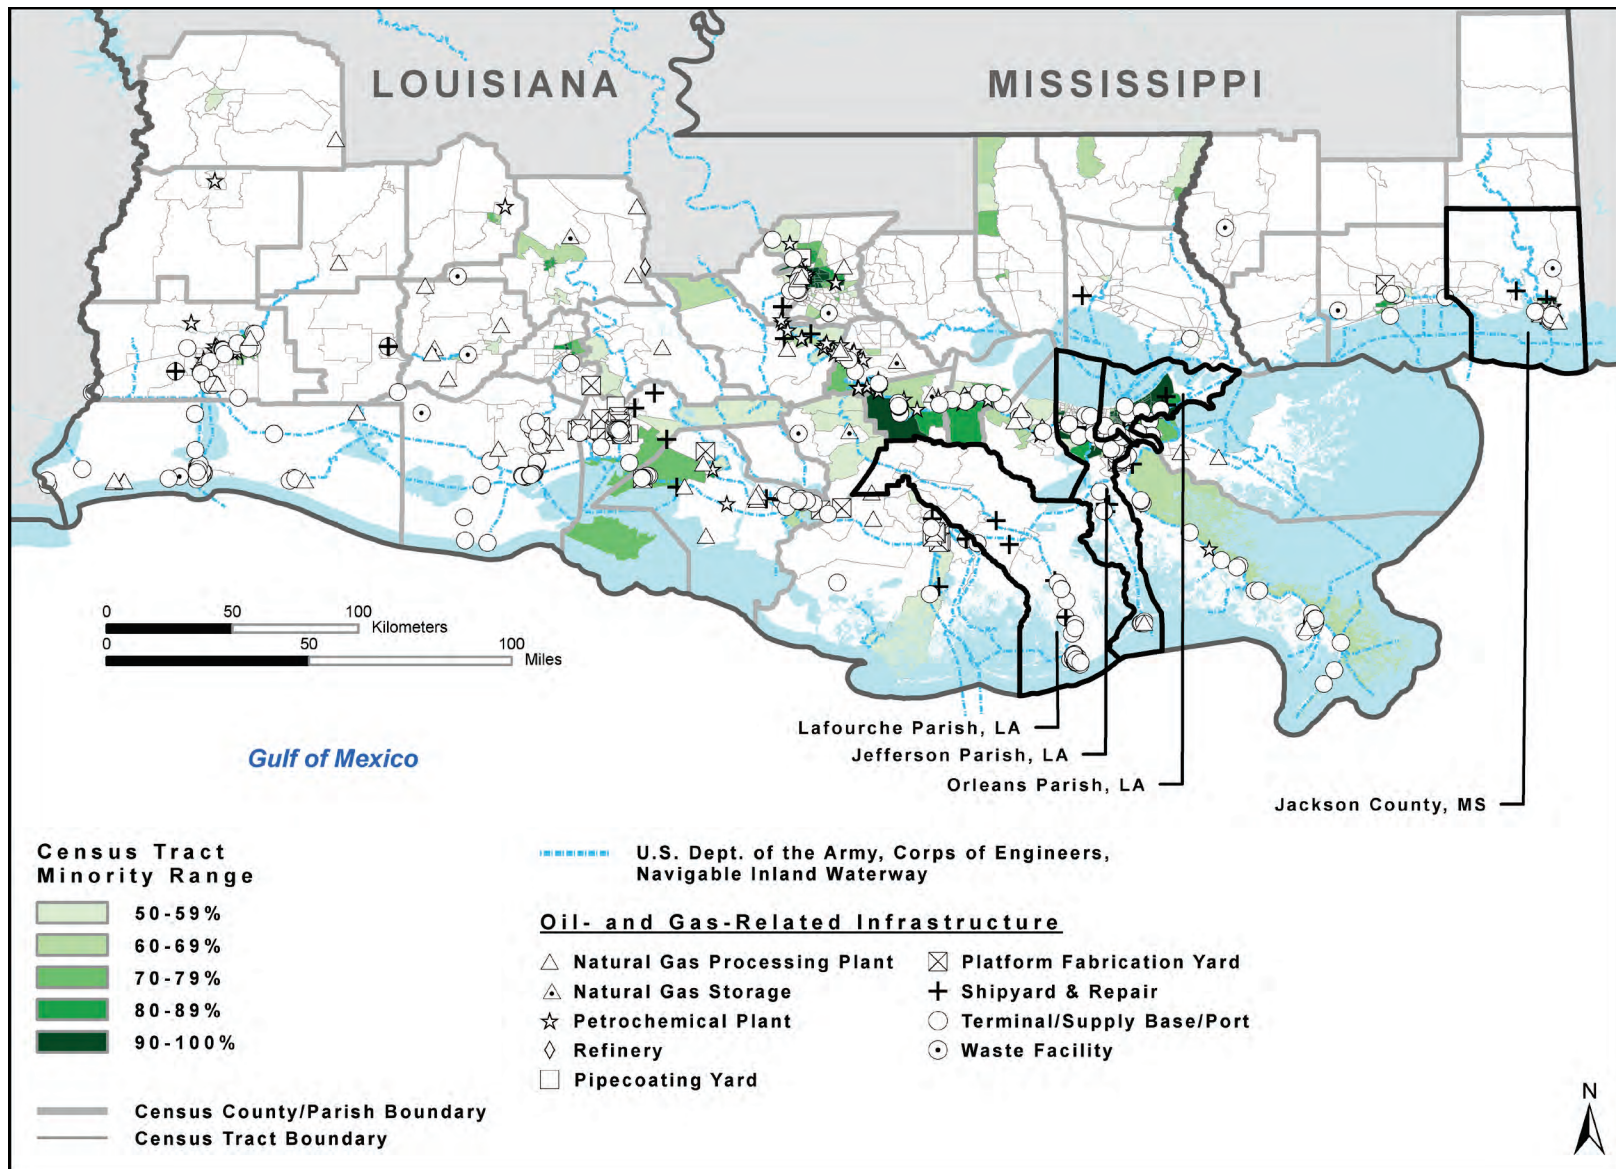 LOUISIANA
MISSISSIPPI
0 50 100
Kilometers
0 50 100
Miles
Gulf of Mexico
Lafourche Parish, LA
Jefferson Parish, LA
Orleans Parish, LA
Jackson County, MS
Census Tract
Minority Range
50-59%
60-69%
70-79%
80-89%
90-100%
Census County/Parish Boundary
Census Tract Boundary
U.S. Dept. of the Army, Corps of Engineers,
Navigable Inland Waterway
Oil- and Gas-Related Infrastructure
Natural Gas Processing Plant
Natural Gas Storage
Petrochemical Plant
Refinery
Pipecoating Yard
Platform Fabrication Yard
Shipyard & Repair
Terminal/Supply Base/Port
Waste Facility
N